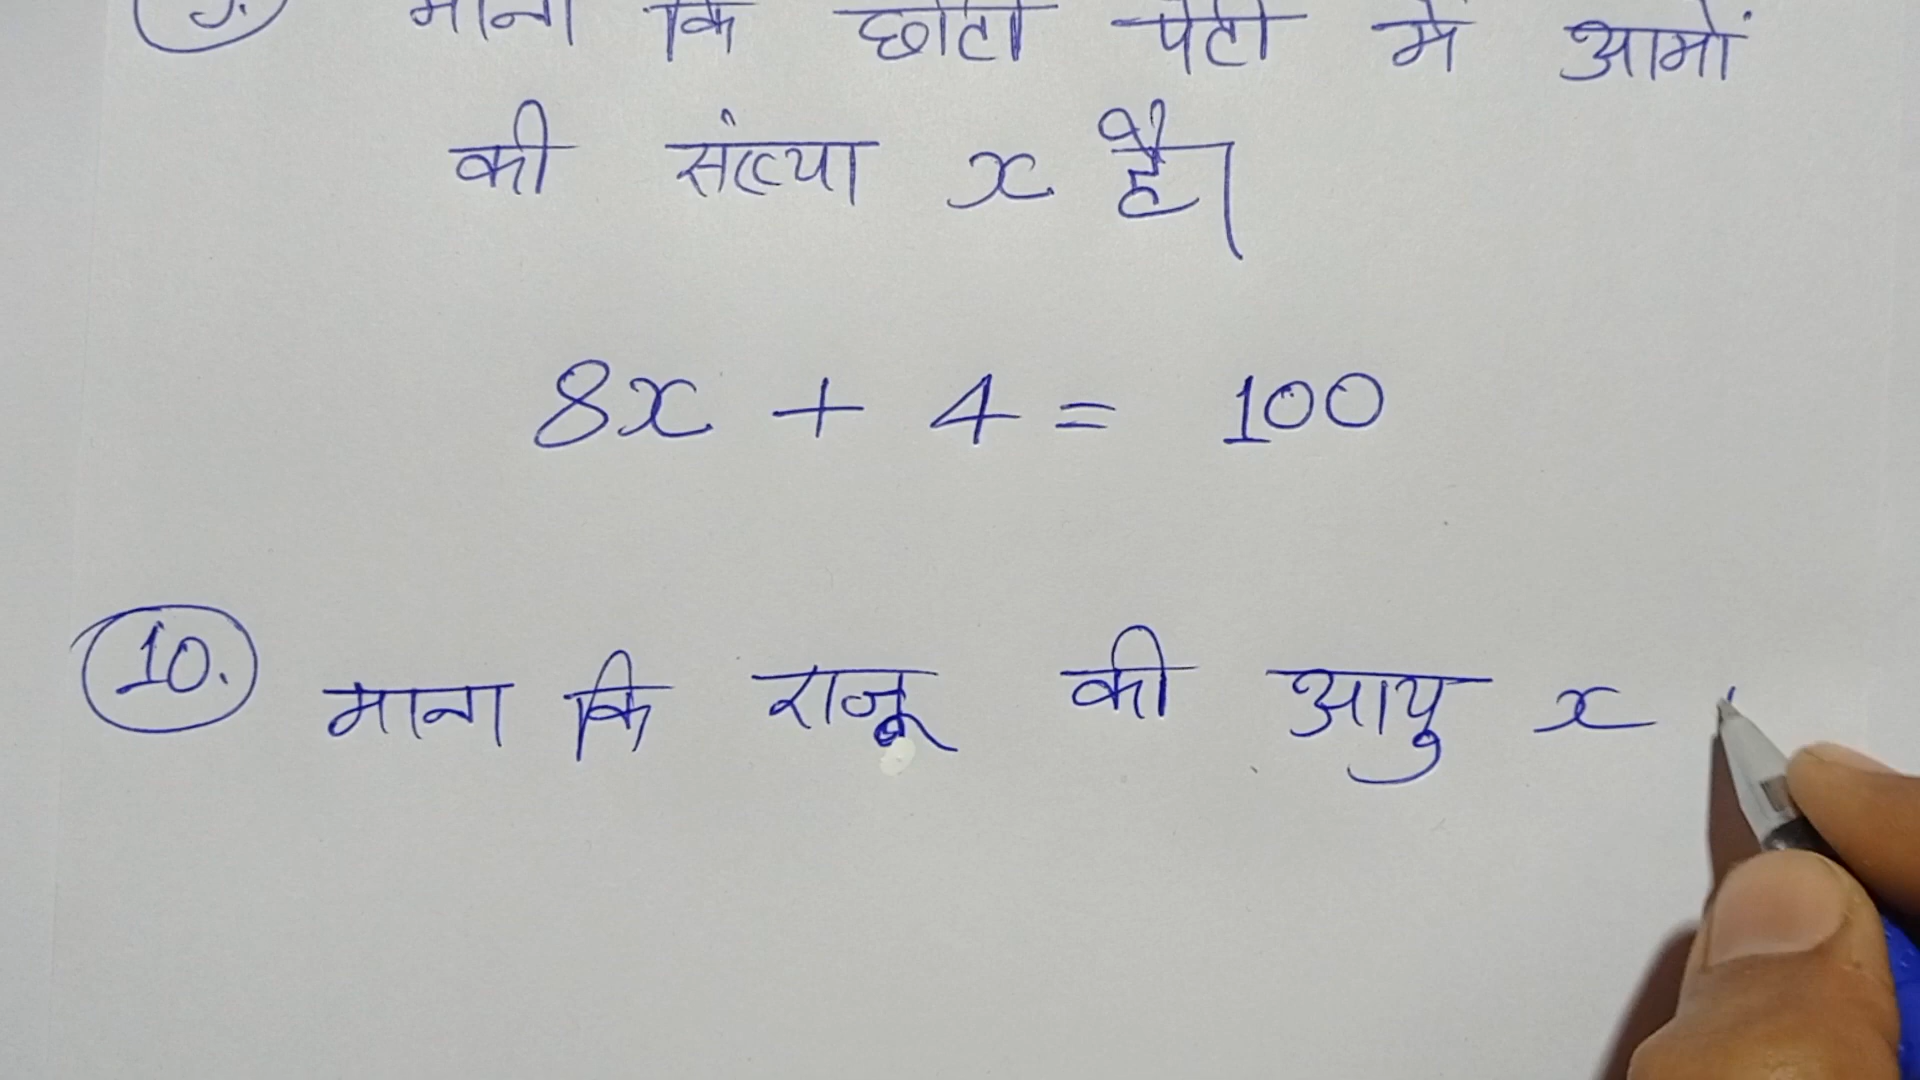 माना कि छोटी पेटी में आमों
की संख्या x है।
8x + 4 = 100
10. माना कि राजू की आयु x